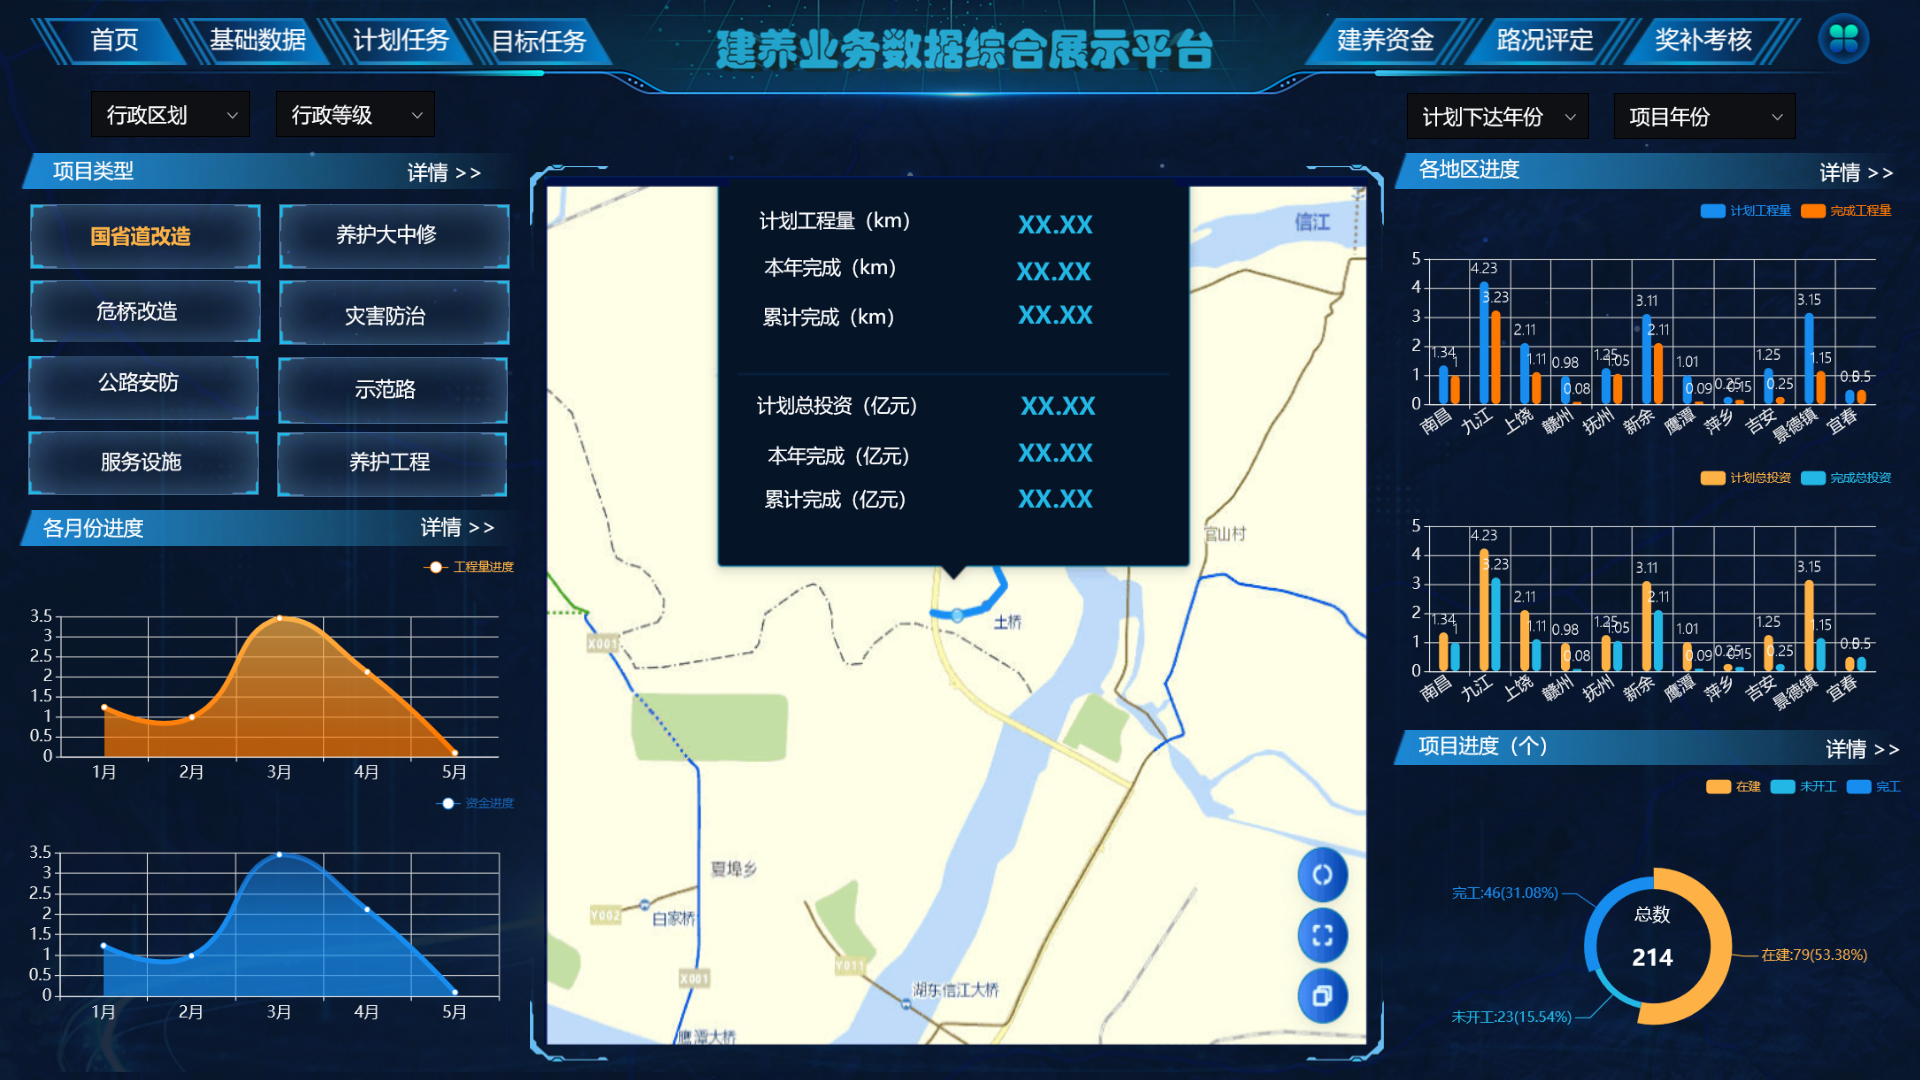 首页
基础数据
计划任务
目标任务
建养业务数据综合展示平台
建养资金
路况评定
奖补考核
行政区划
行政等级
计划下达年份
项目年份
项目类型
详情 >>
国省道改造
养护大中修
危桥改造
灾害防治
公路安防
示范路
服务设施
养护工程
各月份进度
详情 >>
工程量进度
3.5
3
2.5
2
1.5
1
0.5
0
1月
2月
3月
4月
5月
资金进度
3.5
3
2.5
2
1.5
1
0.5
0
1月
2月
3月
4月
5月
计划工程量（km）
XX.XX
本年完成（km）
XX.XX
累计完成（km）
XX.XX
计划总投资（亿元）
XX.XX
本年完成（亿元）
XX.XX
累计完成（亿元）
XX.XX
信江
官山村
土桥
X001
夏埠乡
Y002
白家桥
Y011
X001
湖东信江大桥
鹰潭大桥
各地区进度
详情 >>
计划工程量
完成工程量
5
4
3
2
1
0
1.34
1
4.23
3.23
2.11
1.11
0.98
0.08
1.25
1.05
3.11
2.11
1.01
0.09
0.25
0.15
1.25
0.25
3.15
1.15
0.5
0.5
南昌
九江
上饶
赣州
抚州
新余
鹰潭
萍乡
吉安
景德镇
宜春
计划总投资
完成总投资
5
4
3
2
1
0
1.34
1
4.23
3.23
2.11
1.11
0.98
0.08
1.25
1.05
3.11
2.11
1.01
0.09
0.25
0.15
1.25
0.25
3.15
1.15
0.5
0.5
南昌
九江
上饶
赣州
抚州
新余
鹰潭
萍乡
吉安
景德镇
宜春
项目进度（个）
详情 >>
在建
未开工
完工
完工:46(31.08%)
总数
214
在建:79(53.38%)
未开工:23(15.54%)